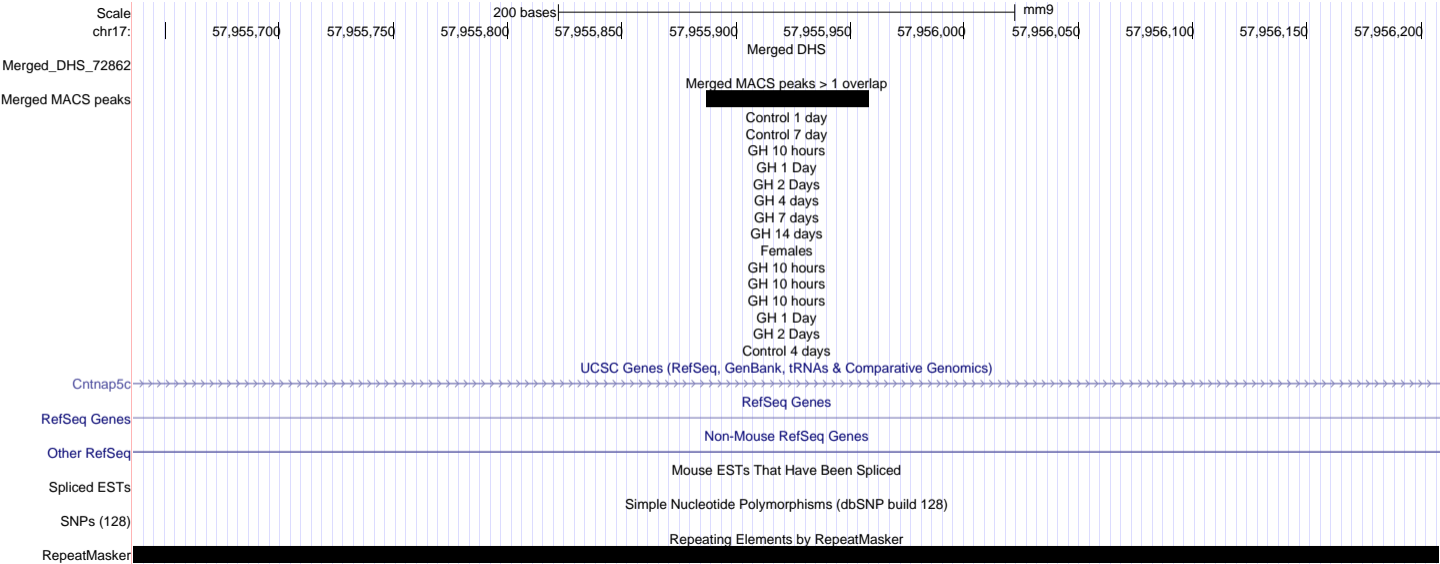 Scale 200 bases mm9
chr17: 57,955,700 57,955,750 57,955,800 57,955,850 57,955,900 57,955,950 57,956,000 57,956,050 57,956,100 57,956,150 57,956,200
Merged DHS
Merged_DHS_72862
Merged MACS peaks > 1 overlap
Merged MACS peaks
Control 1 day
Control 7 day
GH 10 hours
GH 1 Day
GH 2 Days
GH 4 days
GH 7 days
GH 14 days
Females
GH 10 hours
GH 10 hours
GH 10 hours
GH 1 Day
GH 2 Days
Control 4 days
UCSC Genes (RefSeq, GenBank, tRNAs & Comparative Genomics)
Cntnap5c
RefSeq Genes
RefSeq Genes
Non-Mouse RefSeq Genes
Other RefSeq
Mouse ESTs That Have Been Spliced
Spliced ESTs
Simple Nucleotide Polymorphisms (dbSNP build 128)
SNPs (128)
Repeating Elements by RepeatMasker
RepeatMasker